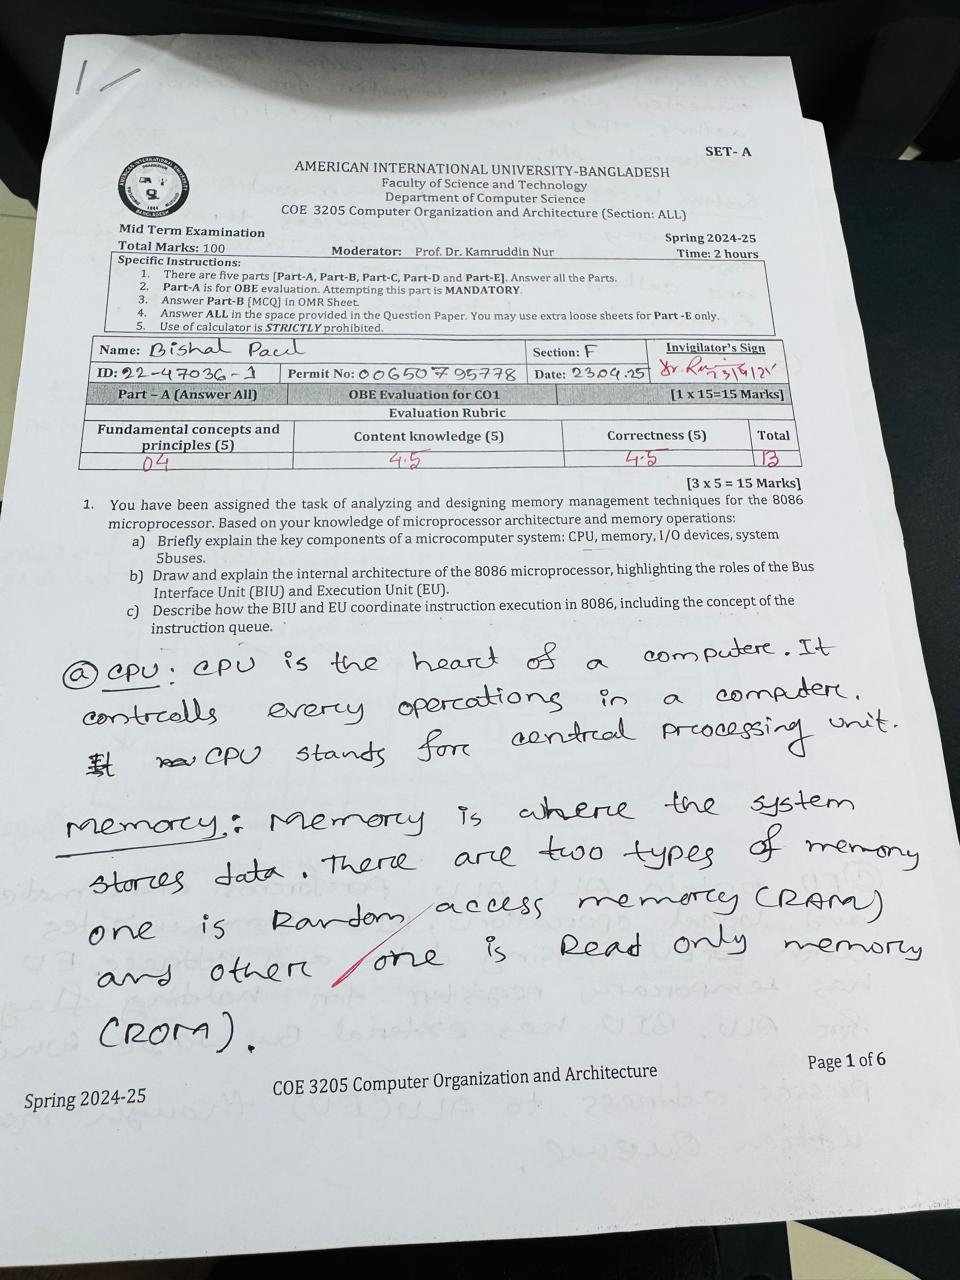 SET- A
AMERICAN INTERNATIONAL UNIVERSITY-BANGLADESH
Faculty of Science and Technology
Department of Computer Science
COE 3205 Computer Organization and Architecture (Section: ALL)
Mid Term Examination
Spring 2024-25
Total Marks: 100
Moderator: Prof. Dr. Kamruddin Nur
Time: 2 hours
Specific Instructions:
1. There are five parts [Part-A, Part-B, Part-C, Part-D and Part-E]. Answer all the Parts.
2. Part-A is for OBE evaluation. Attempting this part is MANDATORY.
3. Answer Part-B [MCQ] in OMR Sheet.
4. Answer ALL in the space provided in the Question Paper. You may use extra loose sheets for Part -E only.
5. Use of calculator is STRICTLY prohibited.
Name: Bishal Paul
Section: F
Invigilator's Sign
ID: 22-47036-1
Permit No: 00650795778
Date: 23.04.25
Part – A (Answer All)
OBE Evaluation for CO1
[1 x 15=15 Marks]
Evaluation Rubric
Fundamental concepts and principles (5)
Content knowledge (5)
Correctness (5)
Total
04
4.5
4.5
13
[3 x 5 = 15 Marks]
1. You have been assigned the task of analyzing and designing memory management techniques for the 8086
microprocessor. Based on your knowledge of microprocessor architecture and memory operations:
a) Briefly explain the key components of a microcomputer system: CPU, memory, I/O devices, system
5buses.
b) Draw and explain the internal architecture of the 8086 microprocessor, highlighting the roles of the Bus
Interface Unit (BIU) and Execution Unit (EU).
c) Describe how the BIU and EU coordinate instruction execution in 8086, including the concept of the
instruction queue.
(a) CPU: CPU is the heart of a computer. It
controlls every operations in a computer.
CPU stands for central processing unit.
Memory: Memory is where the system
stores data. There are two types of memory
one is Random access memory (RAM)
and other one is Read only memory
(ROM).
Spring 2024-25
COE 3205 Computer Organization and Architecture
Page 1 of 6